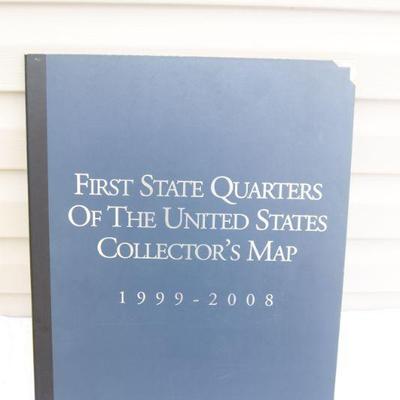 First State Quarters
Of The United States
Collector's Map
1999-2008